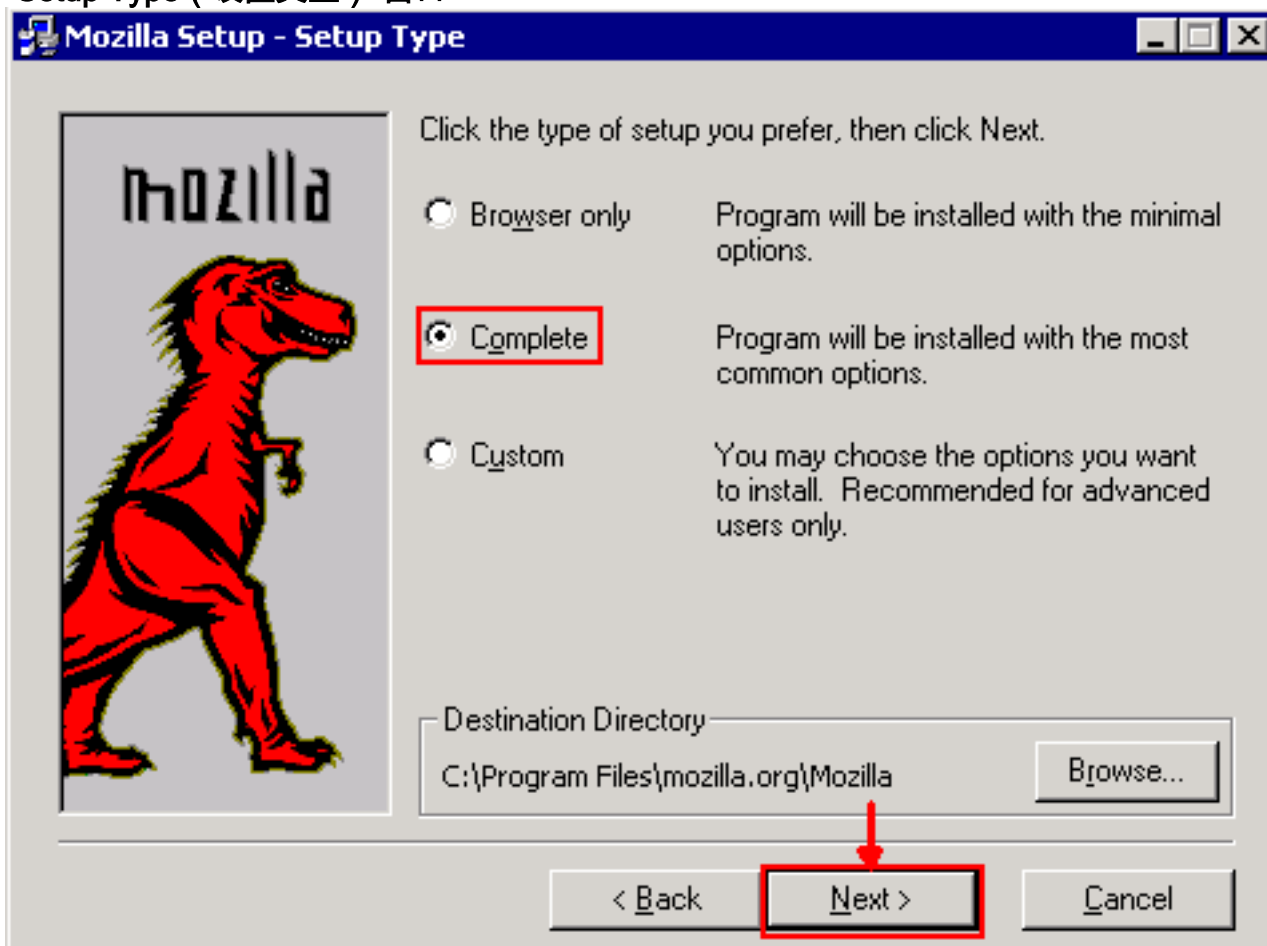 Setup Type
Mozilla Setup - Setup Type
mozilla
Click the type of setup you prefer, then click Next.
Browser only
Program will be installed with the minimal
options.
Complete
Program will be installed with the most
common options.
Custom
You may choose the options you want
to install. Recommended for advanced
users only.
Destination Directory
C:\Program Files\mozilla.org\Mozilla
Browse...
< Back
Next >
Cancel